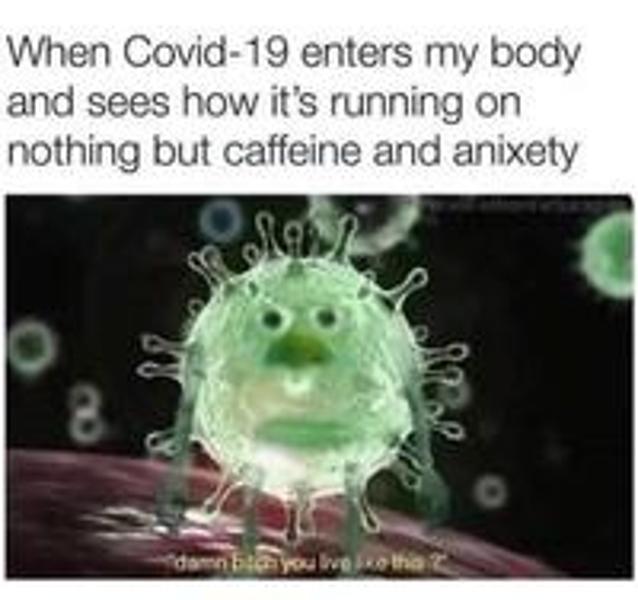 When Covid-19 enters my body
and sees how it's running on
nothing but caffeine and anixety
"damn bitch you live like this ?"